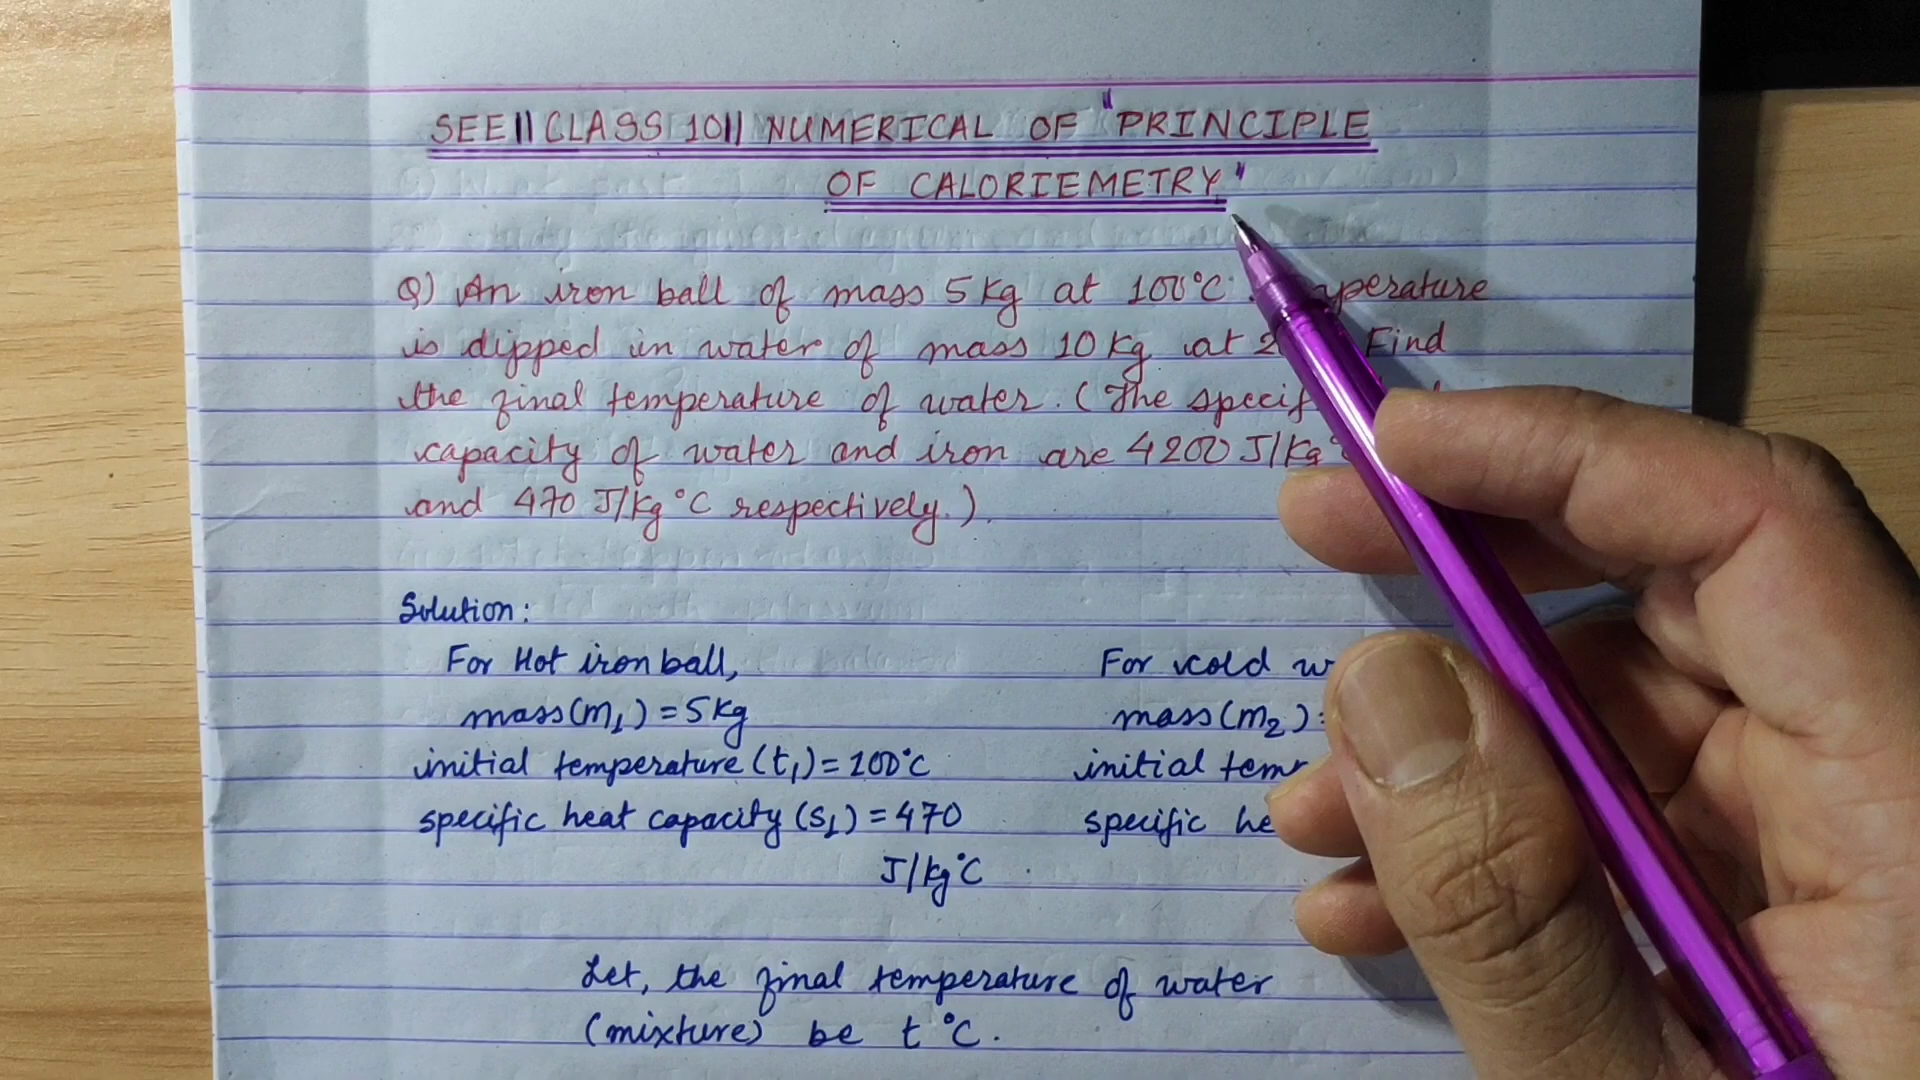 SEE || CLASS 10 || NUMERICAL OF "PRINCIPLE
OF CALORIEMETRY"
Q) An iron ball of mass 5 kg at 100°C
is dipped in water of mass 10 kg at Find
the final temperature of water. (The
capacity of water and iron are 4200 J/kg°
and 470 J/kg°C respectively.)
Solution:
For Hot iron ball,
mass (m₁) = 5 kg
initial temperature (t₁) = 100°C
specific heat capacity (s₁) = 470
J/kg°C
For cold
mass (m₂)
initial
specific
Let, the final temperature of water
(mixture) be t °C.